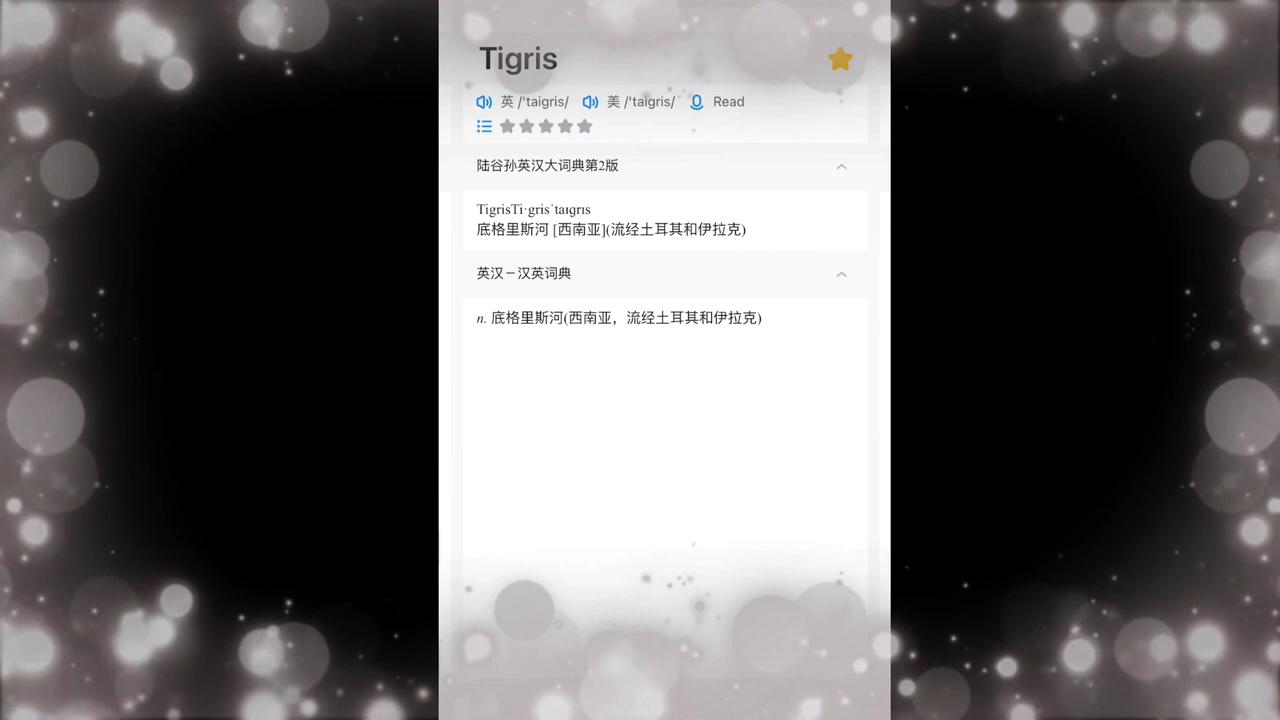 Tigris
英 /'taigris/ 美 /'taigris/ Read
陆谷孙英汉大词典第2版
TigrisTi·grisˈtaɪɡrɪs
底格里斯河 [西南亚](流经土耳其和伊拉克)
英汉－汉英词典
n. 底格里斯河(西南亚，流经土耳其和伊拉克)